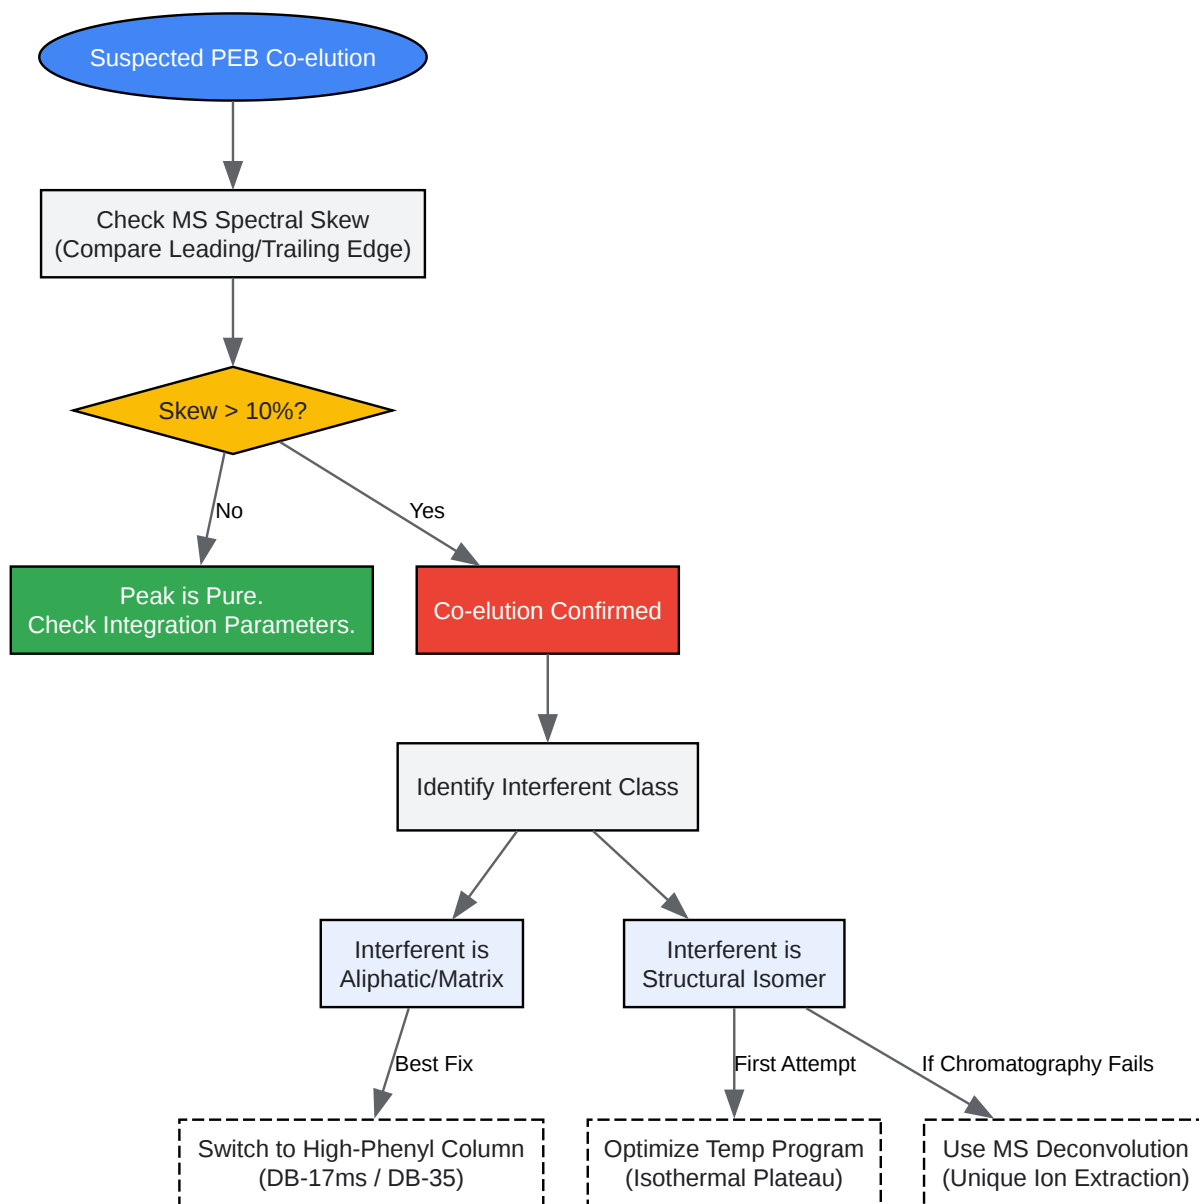 Suspected PEB Co-elution
Check MS Spectral Skew
(Compare Leading/Trailing Edge)
Skew > 10%?
No
Yes
Peak is Pure.
Check Integration Parameters.
Co-elution Confirmed
Identify Interferent Class
Interferent is
Aliphatic/Matrix
Interferent is
Structural Isomer
Best Fix
First Attempt
If Chromatography Fails
Switch to High-Phenyl Column
(DB-17ms / DB-35)
Optimize Temp Program
(Isothermal Plateau)
Use MS Deconvolution
(Unique Ion Extraction)